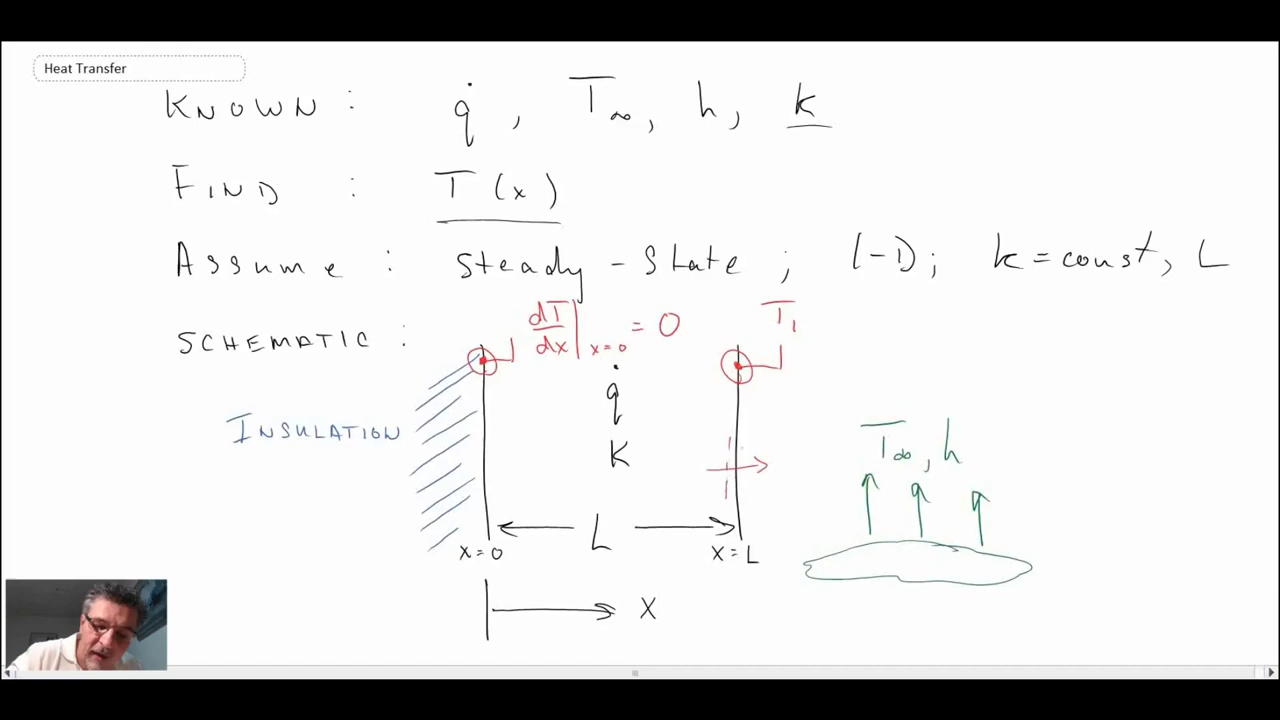 Heat Transfer
KNOWN : q̇ , T∞, h, k
FIND : T(x)
Assume : Steady-State ; 1-D; k=const, L
SCHEMATIC :
dT/dx|x=0 = 0
T₁
q̇
k
INSULATION
T∞, h
L
x=0
x=L
x